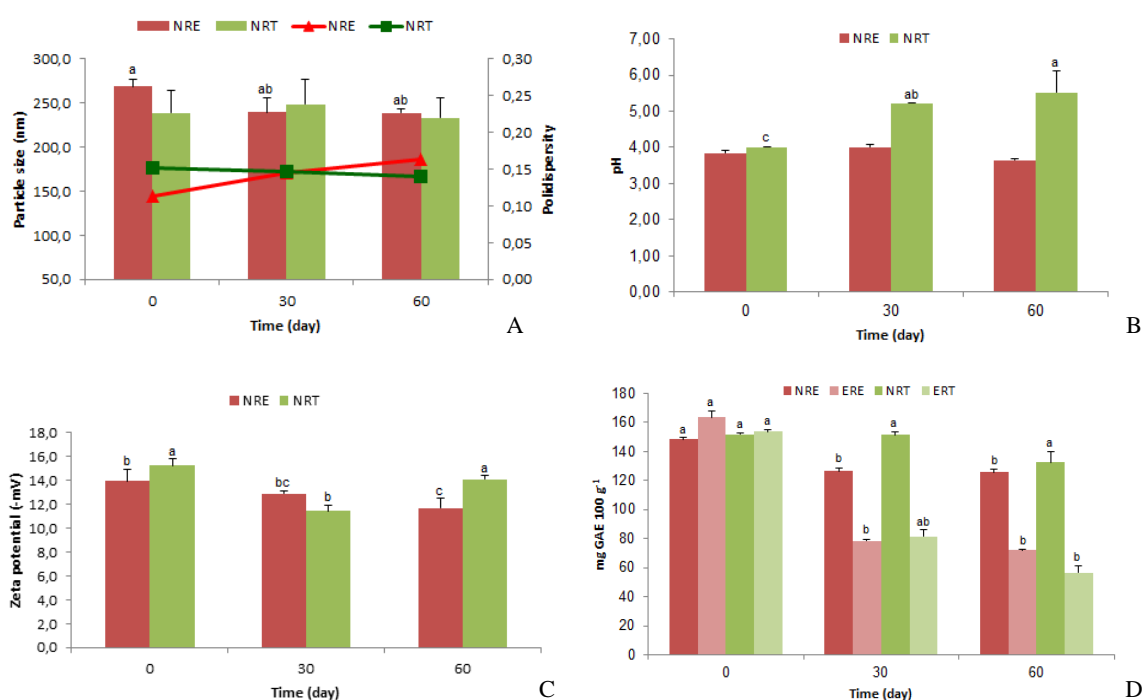 NRE NRT NRE NRT
300,0
250,0
200,0
150,0
100,0
50,0
Particle size (nm)
a
ab
ab
0,30
0,25
0,20
0,15
0,10
0,05
0,00
Polidispersity
0 30 60
Time (day)
A
NRE NRT
7,00
6,00
5,00
4,00
3,00
2,00
1,00
0,00
pH
c
ab
a
0 30 60
Time (day)
B
NRE NRT
18,0
16,0
14,0
12,0
10,0
8,0
6,0
4,0
2,0
0,0
Zeta potential (-mV)
b a
bc b
c a
0 30 60
Time (day)
C
NRE ERE NRT ERT
180
160
140
120
100
80
60
40
20
0
mg GAE 100 g⁻¹
a a a a
b b a ab
b b a b
0 30 60
Time (day)
D